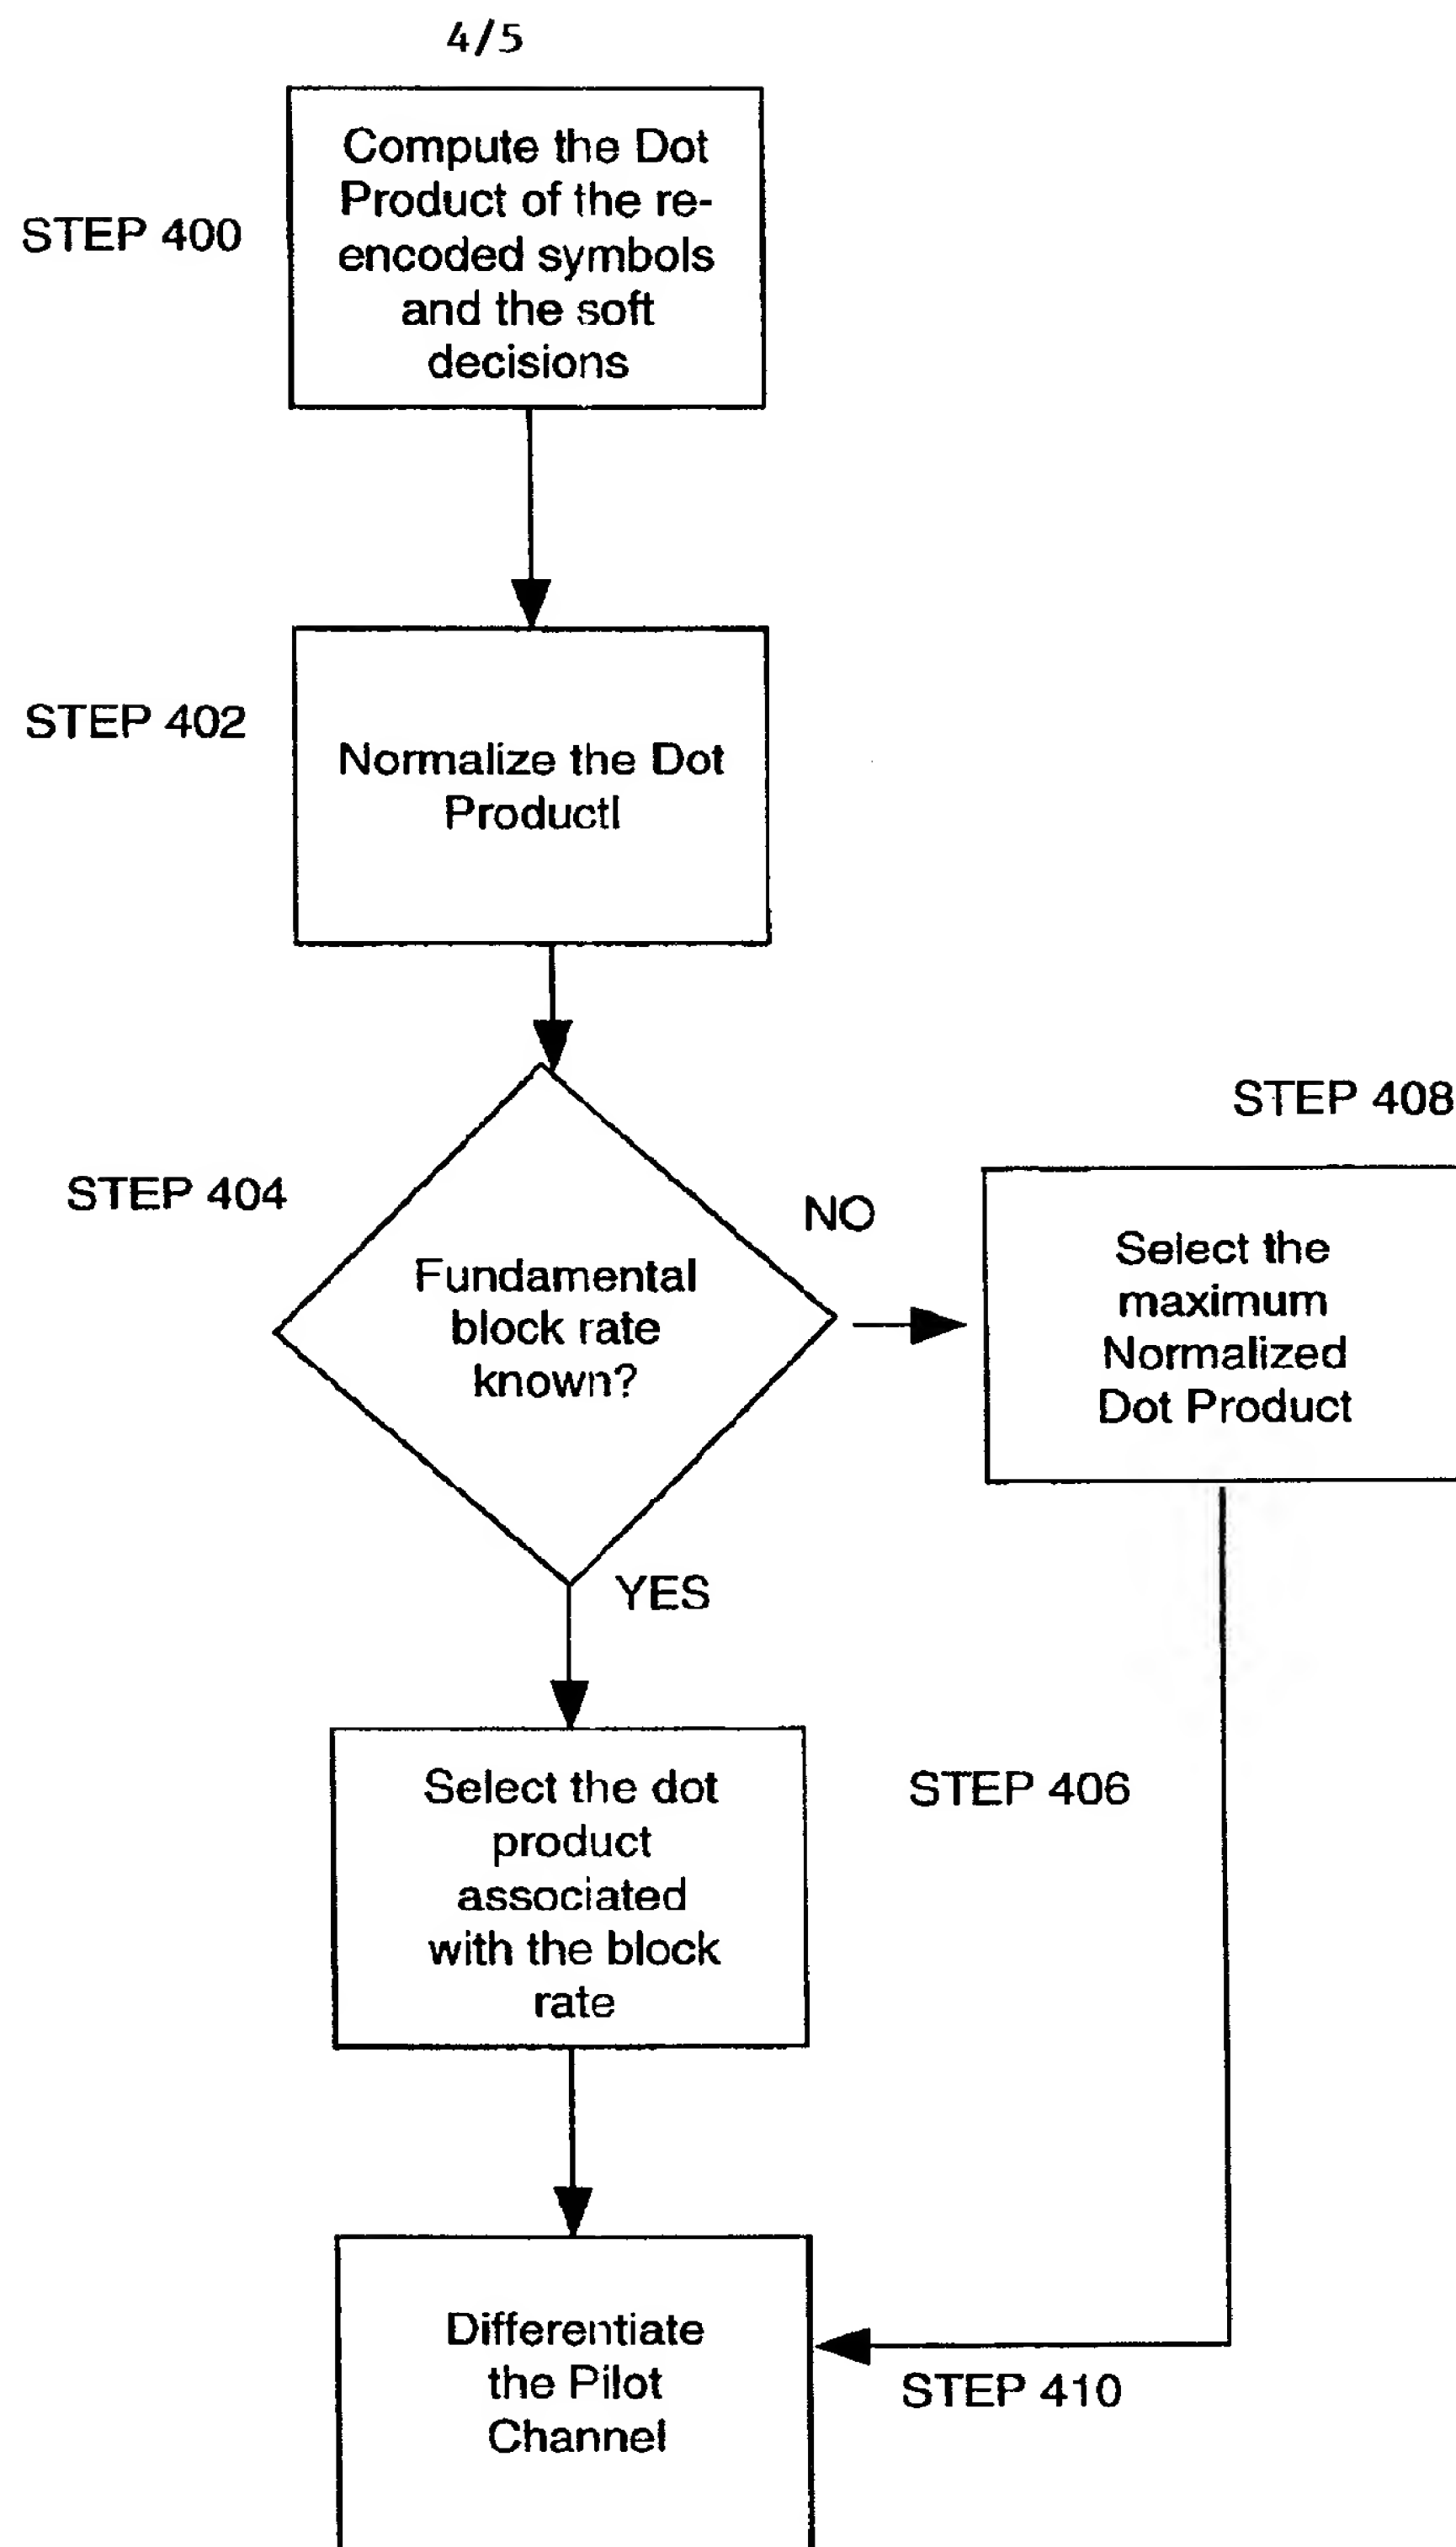 4/5
Compute the Dot
Product of the re-
encoded symbols
and the soft
decisions
STEP 400
STEP 402
Normalize the Dot
Productl
STEP 408
STEP 404
NO
Fundamental
block rate
known?
Select the
maximum
Normalized
Dot Product
YES
Select the dot
product
associated
with the block
rate
STEP 406
Differentiate
the Pilot
Channel
STEP 410